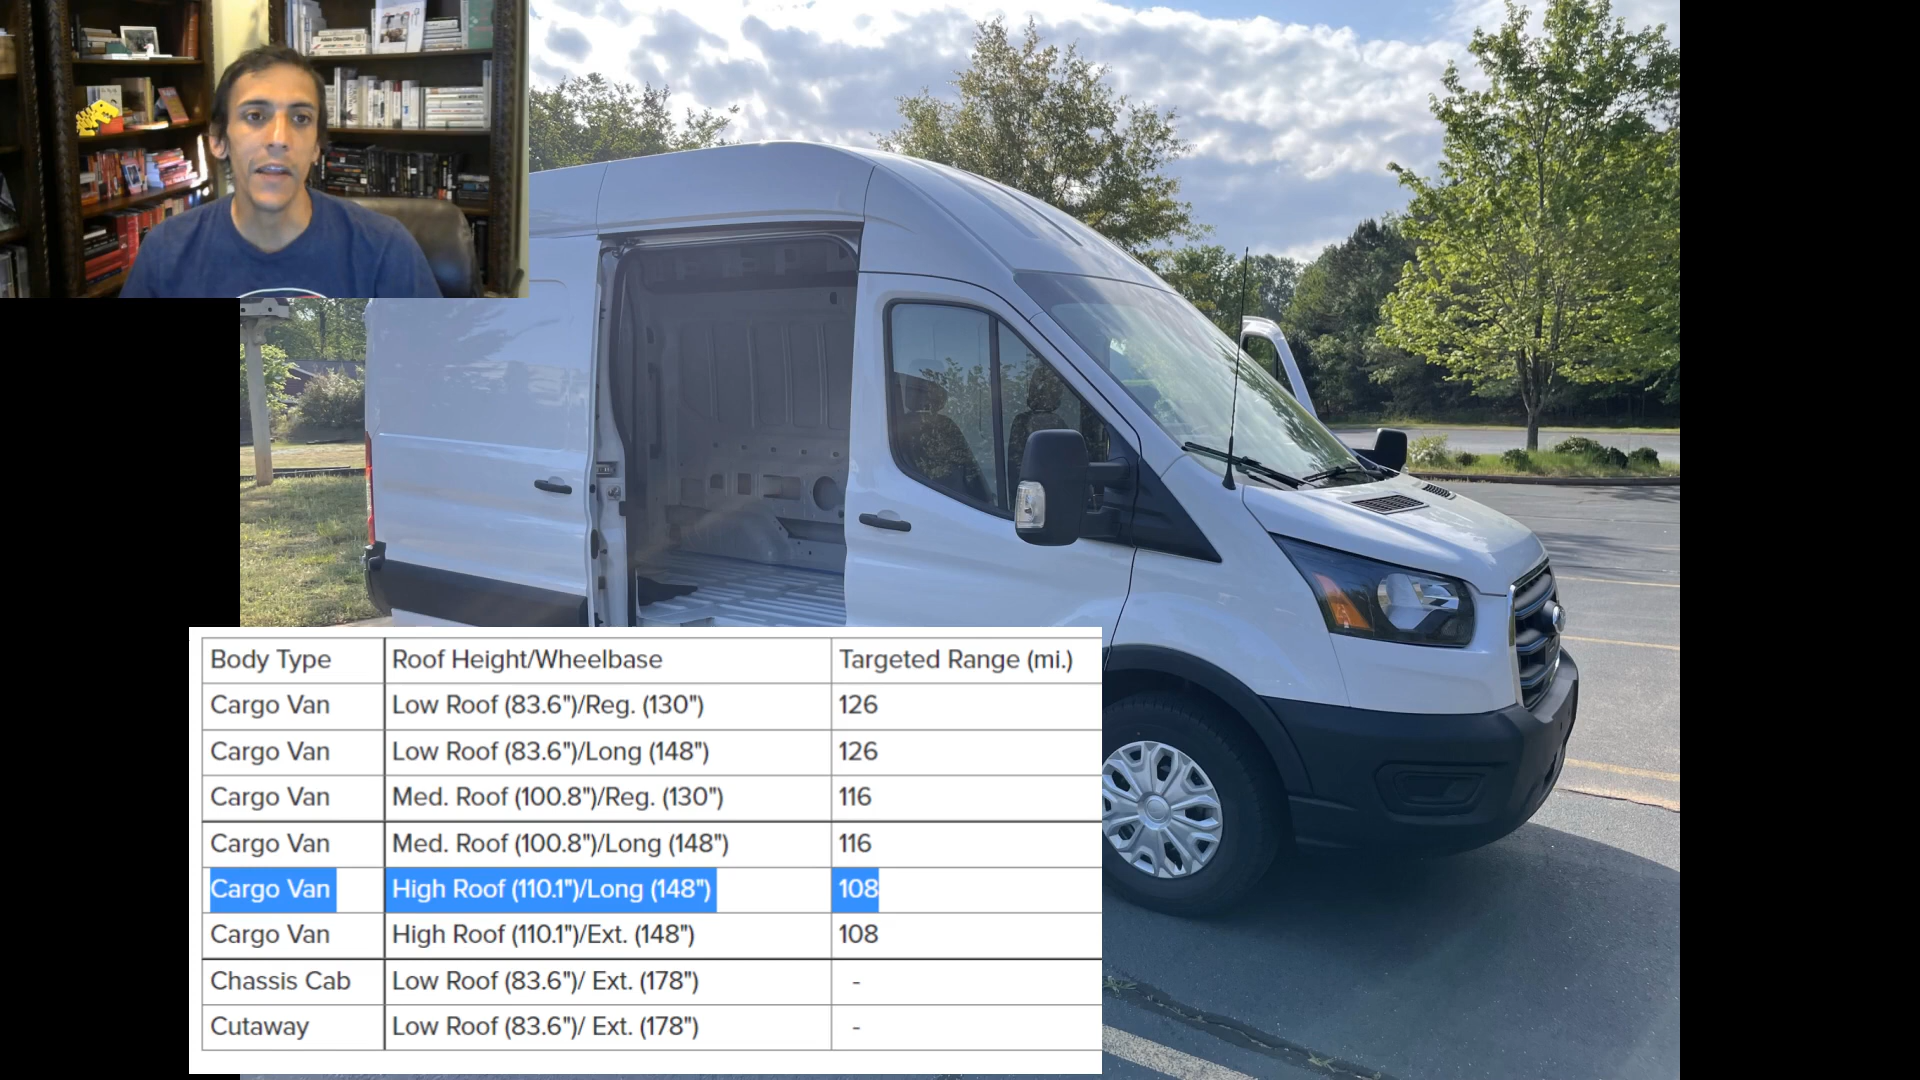 Body Type Roof Height/Wheelbase Targeted Range (mi.)
Cargo Van Low Roof (83.6")/Reg. (130") 126
Cargo Van Low Roof (83.6")/Long (148") 126
Cargo Van Med. Roof (100.8")/Reg. (130") 116
Cargo Van Med. Roof (100.8")/Long (148") 116
Cargo Van High Roof (110.1")/Long (148") 108
Cargo Van High Roof (110.1")/Ext. (148") 108
Chassis Cab Low Roof (83.6")/ Ext. (178") -
Cutaway Low Roof (83.6")/ Ext. (178") -